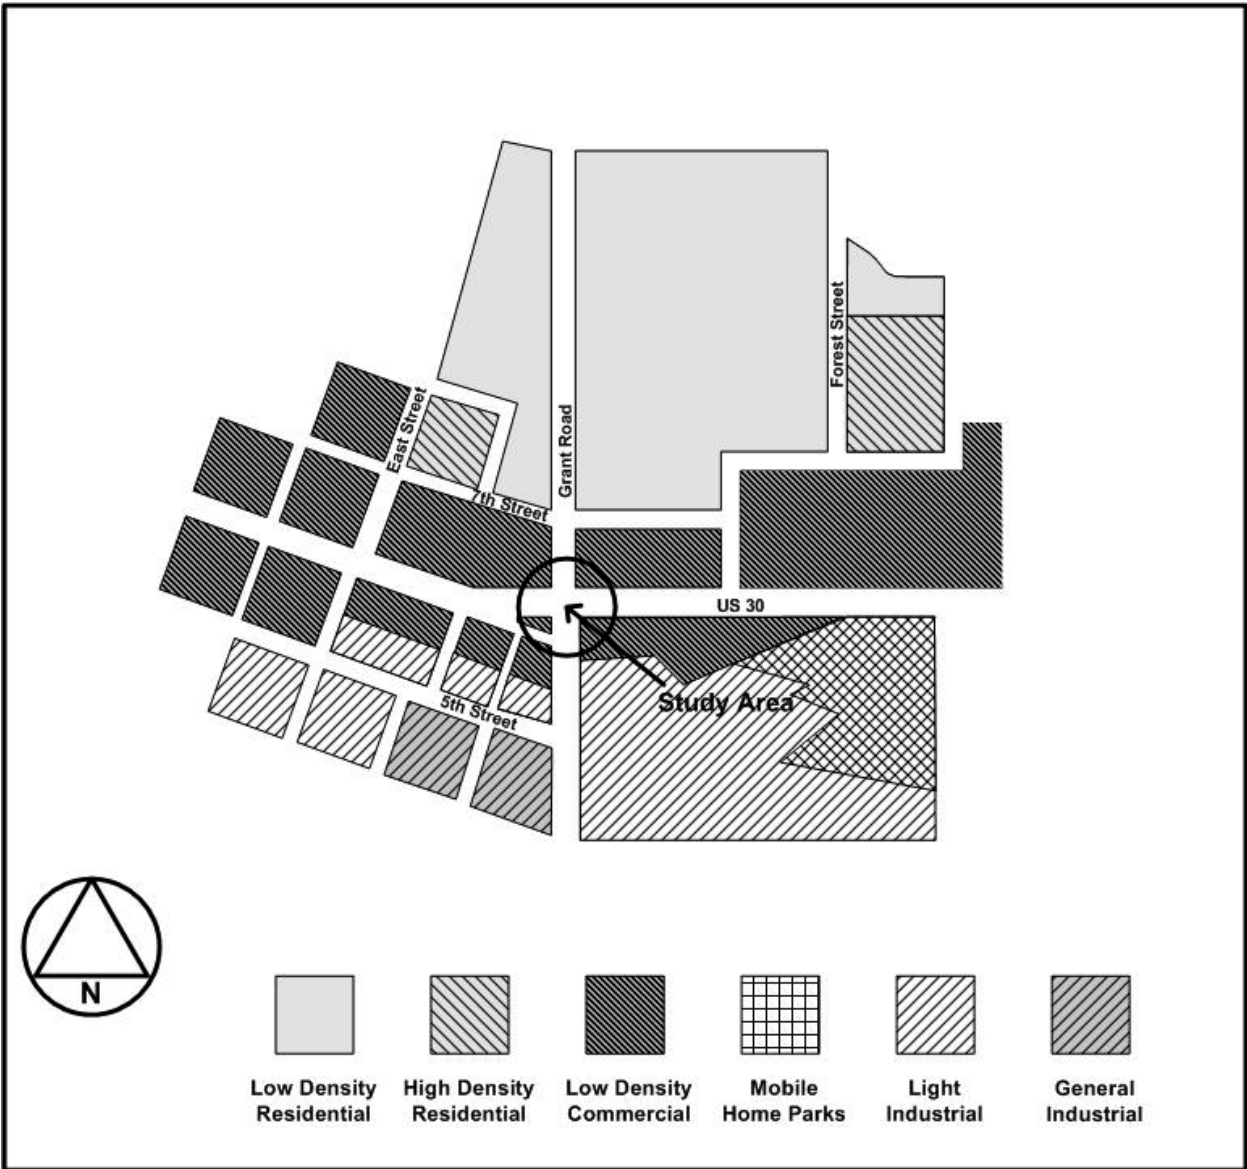 Forest Street
East Street
Grant Road
7th Street
US 30
Study Area
5th Street
N
Low Density
Residential
High Density
Residential
Low Density
Commercial
Mobile
Home Parks
Light
Industrial
General
Industrial